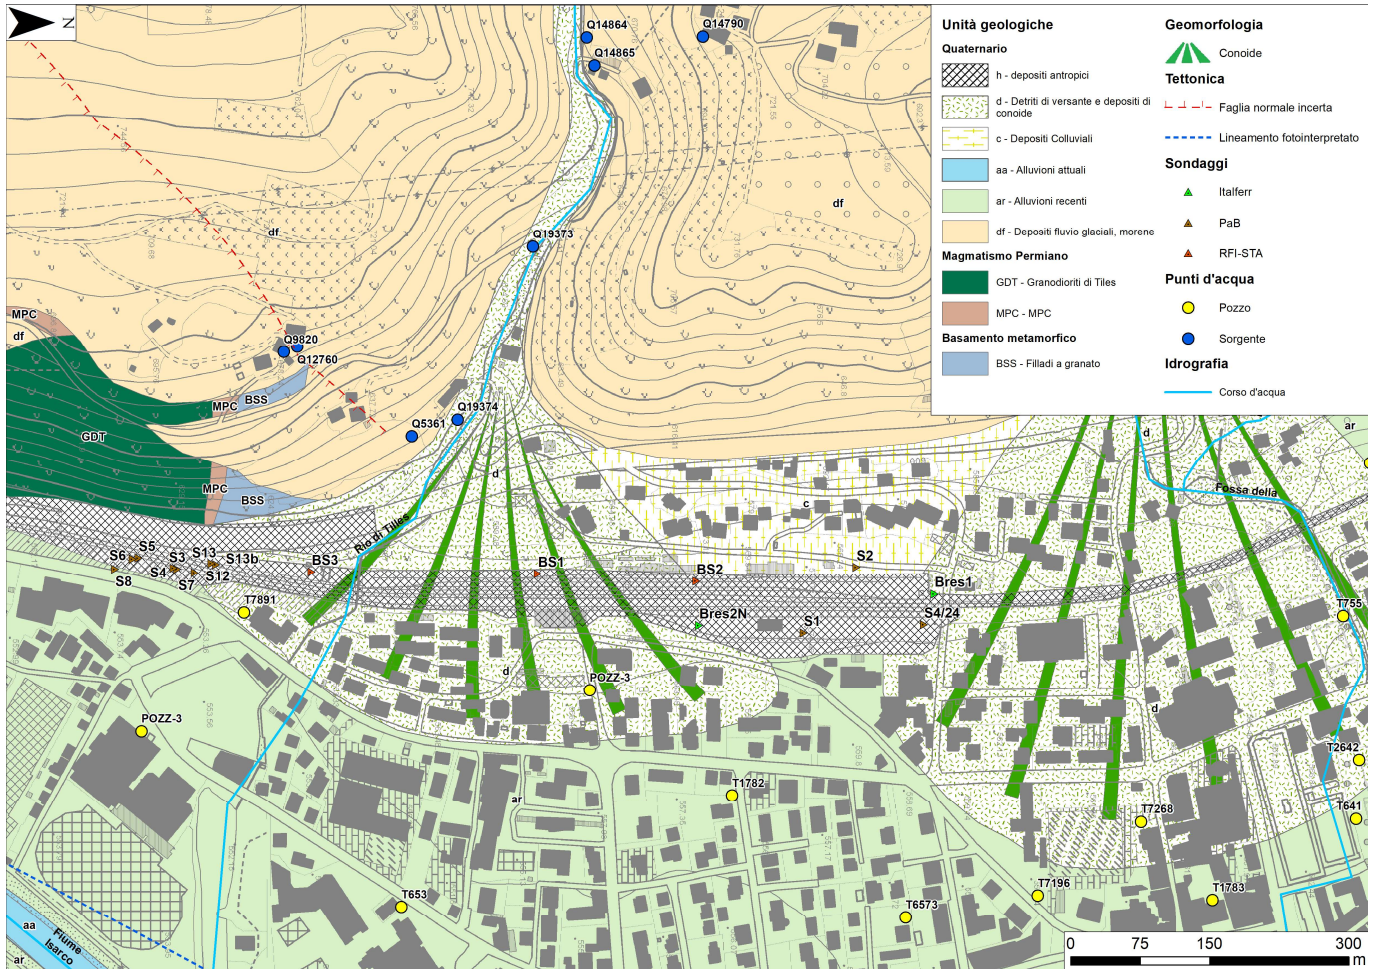 N
Unità geologiche
Quaternario
h - depositi antropici
d - Detriti di versante e depositi di
conoide
c - Depositi Colluviali
aa - Alluvioni attuali
ar - Alluvioni recenti
df - Depositi fluvio glaciali, morene
Magmatismo Permiano
GDT - Granodioriti di Tiles
MPC - MPC
Basamento metamorfico
BSS - Filladi a granato
Geomorfologia
Conoide
Tettonica
Faglia normale incerta
Lineamento fotointerpretato
Sondaggi
Italferr
PaB
RFI-STA
Punti d'acqua
Pozzo
Sorgente
Idrografia
Corso d'acqua
Q14864
Q14790
Q14865
df
df
Q19373
MPC
df
Q9820
Q12760
MPC
BSS
Q19374
Q5361
GDT
d
MPC
BSS
c
d
ar
Fossa della
Rio di Tilles
S5
S6
S13
S3
S13b
S8
S4
S7
S12
BS3
BS1
BS2
S2
Bres1
Bres2N
S1
S4/24
T7891
T755
d
POZZ-3
POZZ-3
d
T2642
T1782
ar
T7268
T641
T653
T6573
T7196
T1783
aa
Fiume
Isarco
ar
0
75
150
300
m